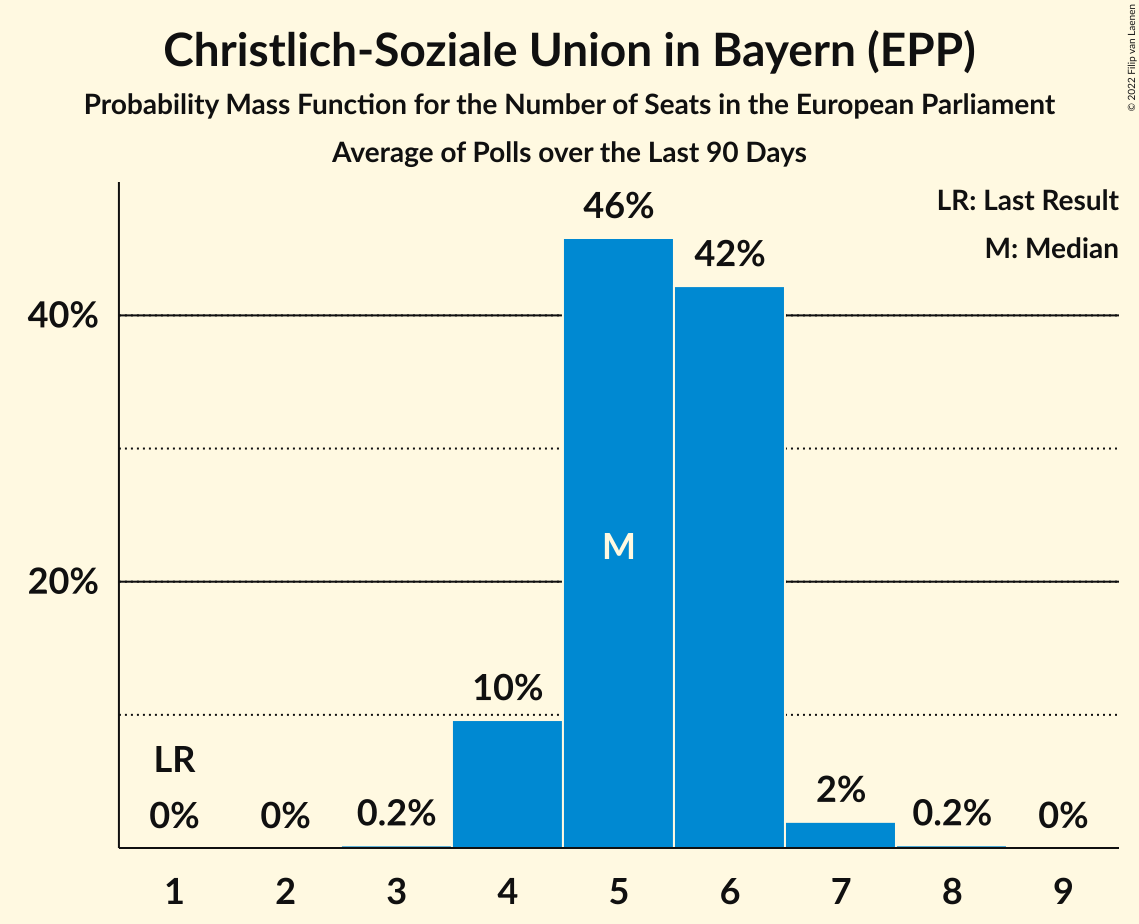 Christlich-Soziale Union in Bayern (EPP)
Probability Mass Function for the Number of Seats in the European Parliament
Average of Polls over the Last 90 Days
© 2022 Filip van Laenen
LR: Last Result
M: Median
46%
42%
40%
M
20%
10%
LR
0%
0%
0.2%
2%
0.2%
0%
1 2 3 4 5 6 7 8 9